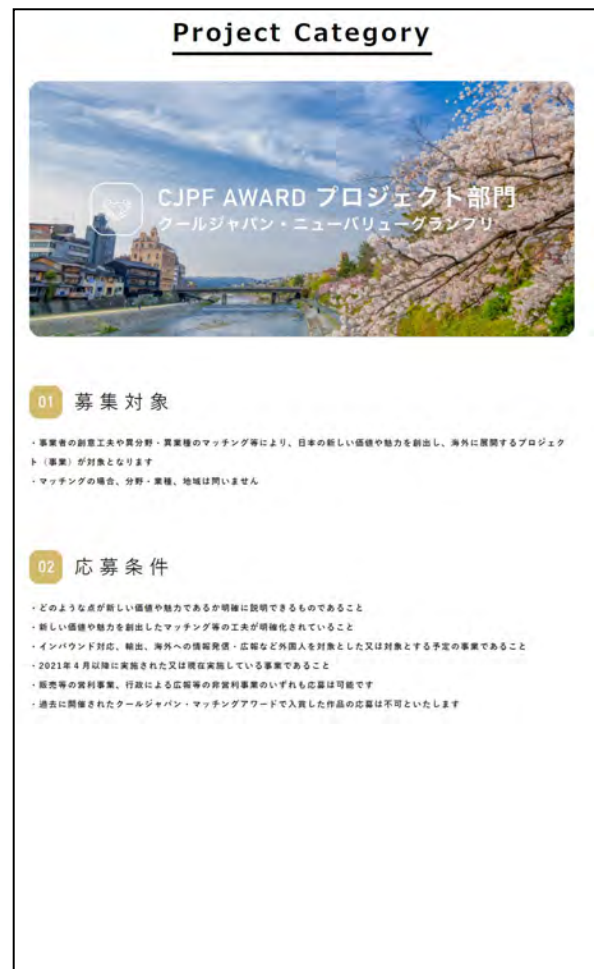 Project Category
CJPF AWARD プロジェクト部門
クールジャパン・ニューバリューグランプリ
01 募集対象
・事業者の創意工夫や異分野・異業種のマッチング等により、日本の新しい価値や魅力を創出し、海外に展開するプロジェク
ト（事業）が対象となります
・マッチングの場合、分野・業種、地域は問いません
02 応募条件
・どのような点が新しい価値や魅力であるか明確に説明できるものであること
・新しい価値や魅力を創出したマッチング等の工夫が明確化されていること
・インバウンド対応、輸出、海外への情報発信・広報など外国人を対象とした又は対象とする予定の事業であること
・2021年４月以降に実施された又は現在実施している事業であること
・販売等の営利事業、行政による広報等の非営利事業のいずれも応募は可能です
・過去に開催されたクールジャパン・マッチングアワードで入賞した作品の応募は不可といたします